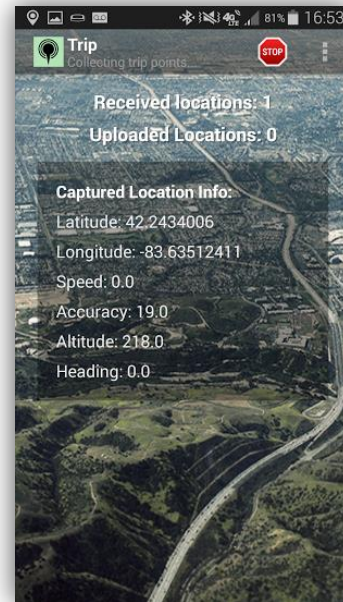 81% 16:53
Trip
Collecting trip points
STOP
Received locations: 1
Uploaded Locations: 0
Captured Location Info:
Latitude: 42.2434006
Longitude: -83.63512411
Speed: 0.0
Accuracy: 19.0
Altitude: 218.0
Heading: 0.0